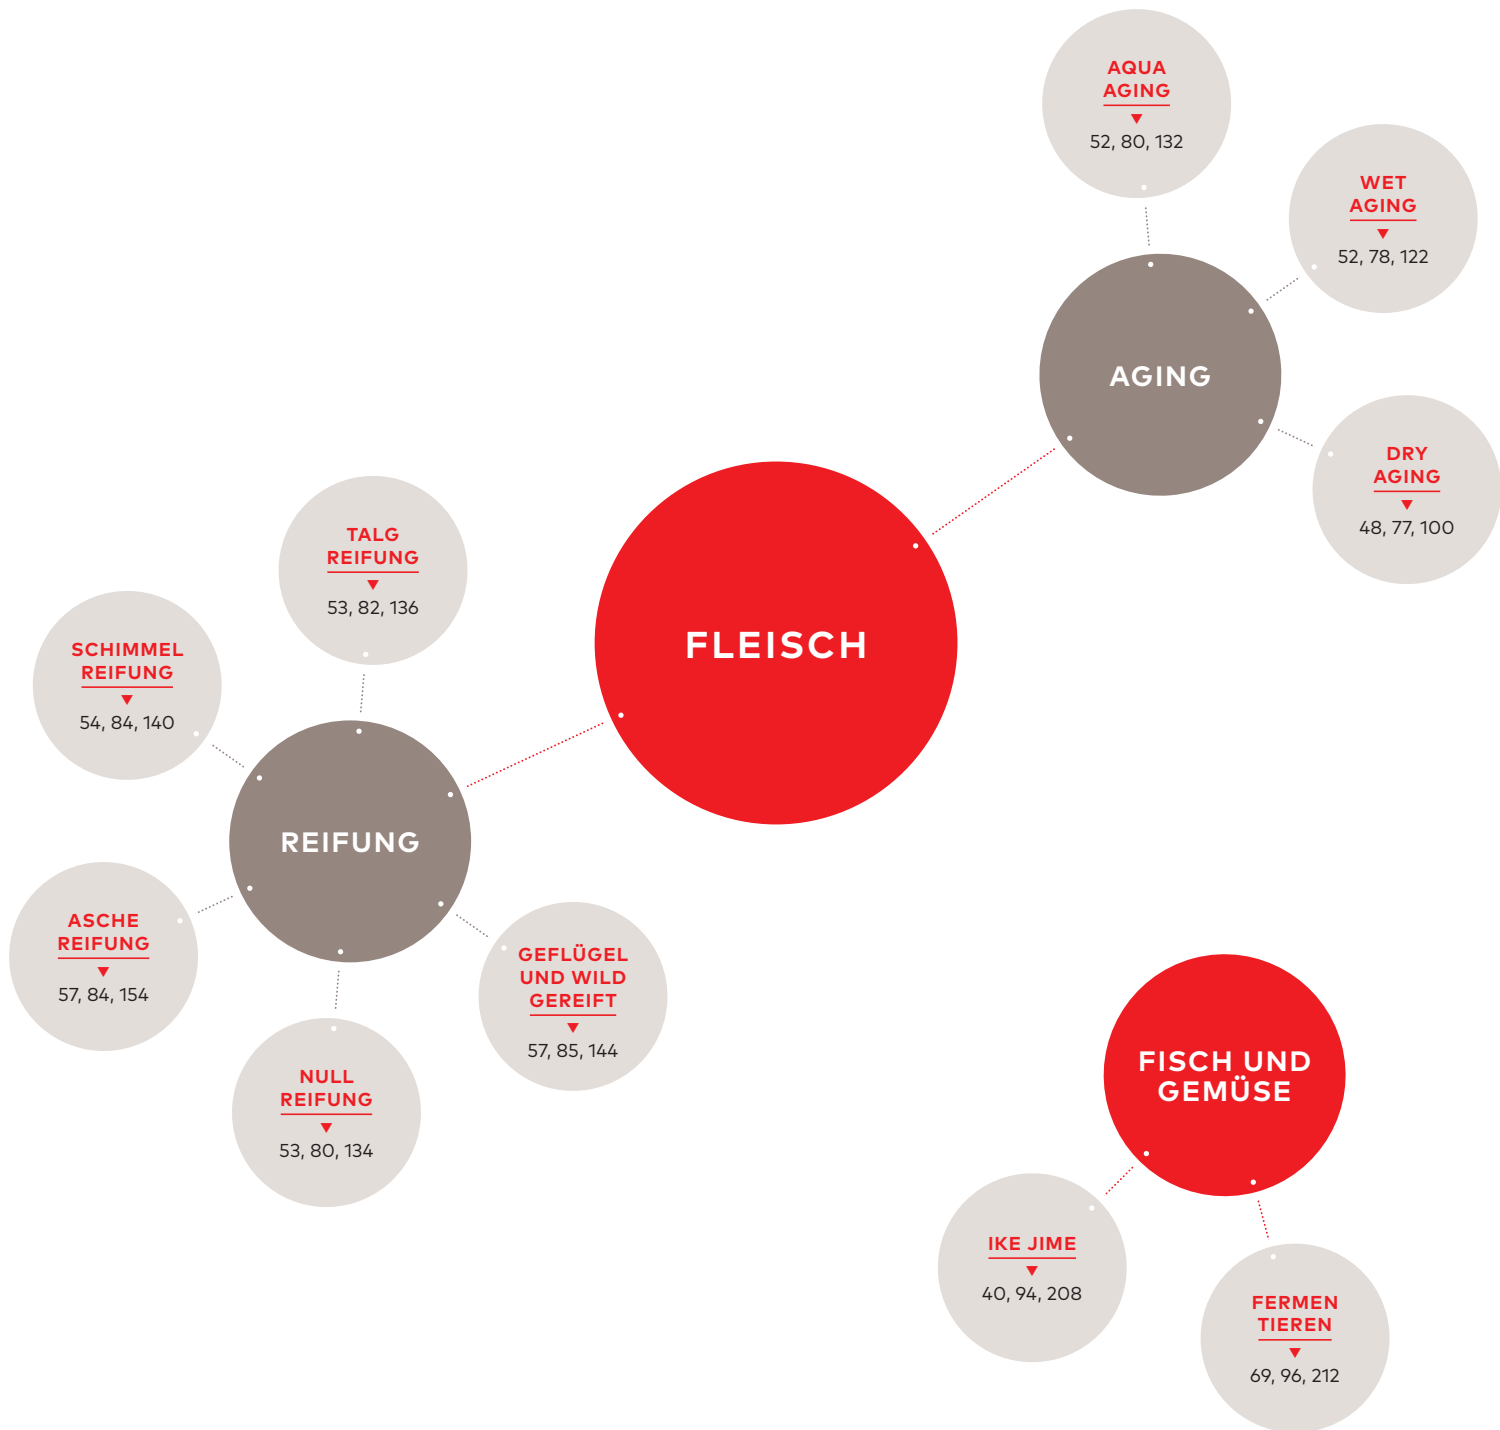 AQUA
AGING
52, 80, 132
WET
AGING
52, 78, 122
AGING
DRY
AGING
48, 77, 100
FLEISCH
TALG
REIFUNG
53, 82, 136
SCHIMMEL
REIFUNG
54, 84, 140
REIFUNG
ASCHE
REIFUNG
57, 84, 154
GEFLÜGEL
UND WILD
GEREIFT
57, 85, 144
NULL
REIFUNG
53, 80, 134
FISCH UND
GEMÜSE
IKE JIME
40, 94, 208
FERMEN
TIEREN
69, 96, 212